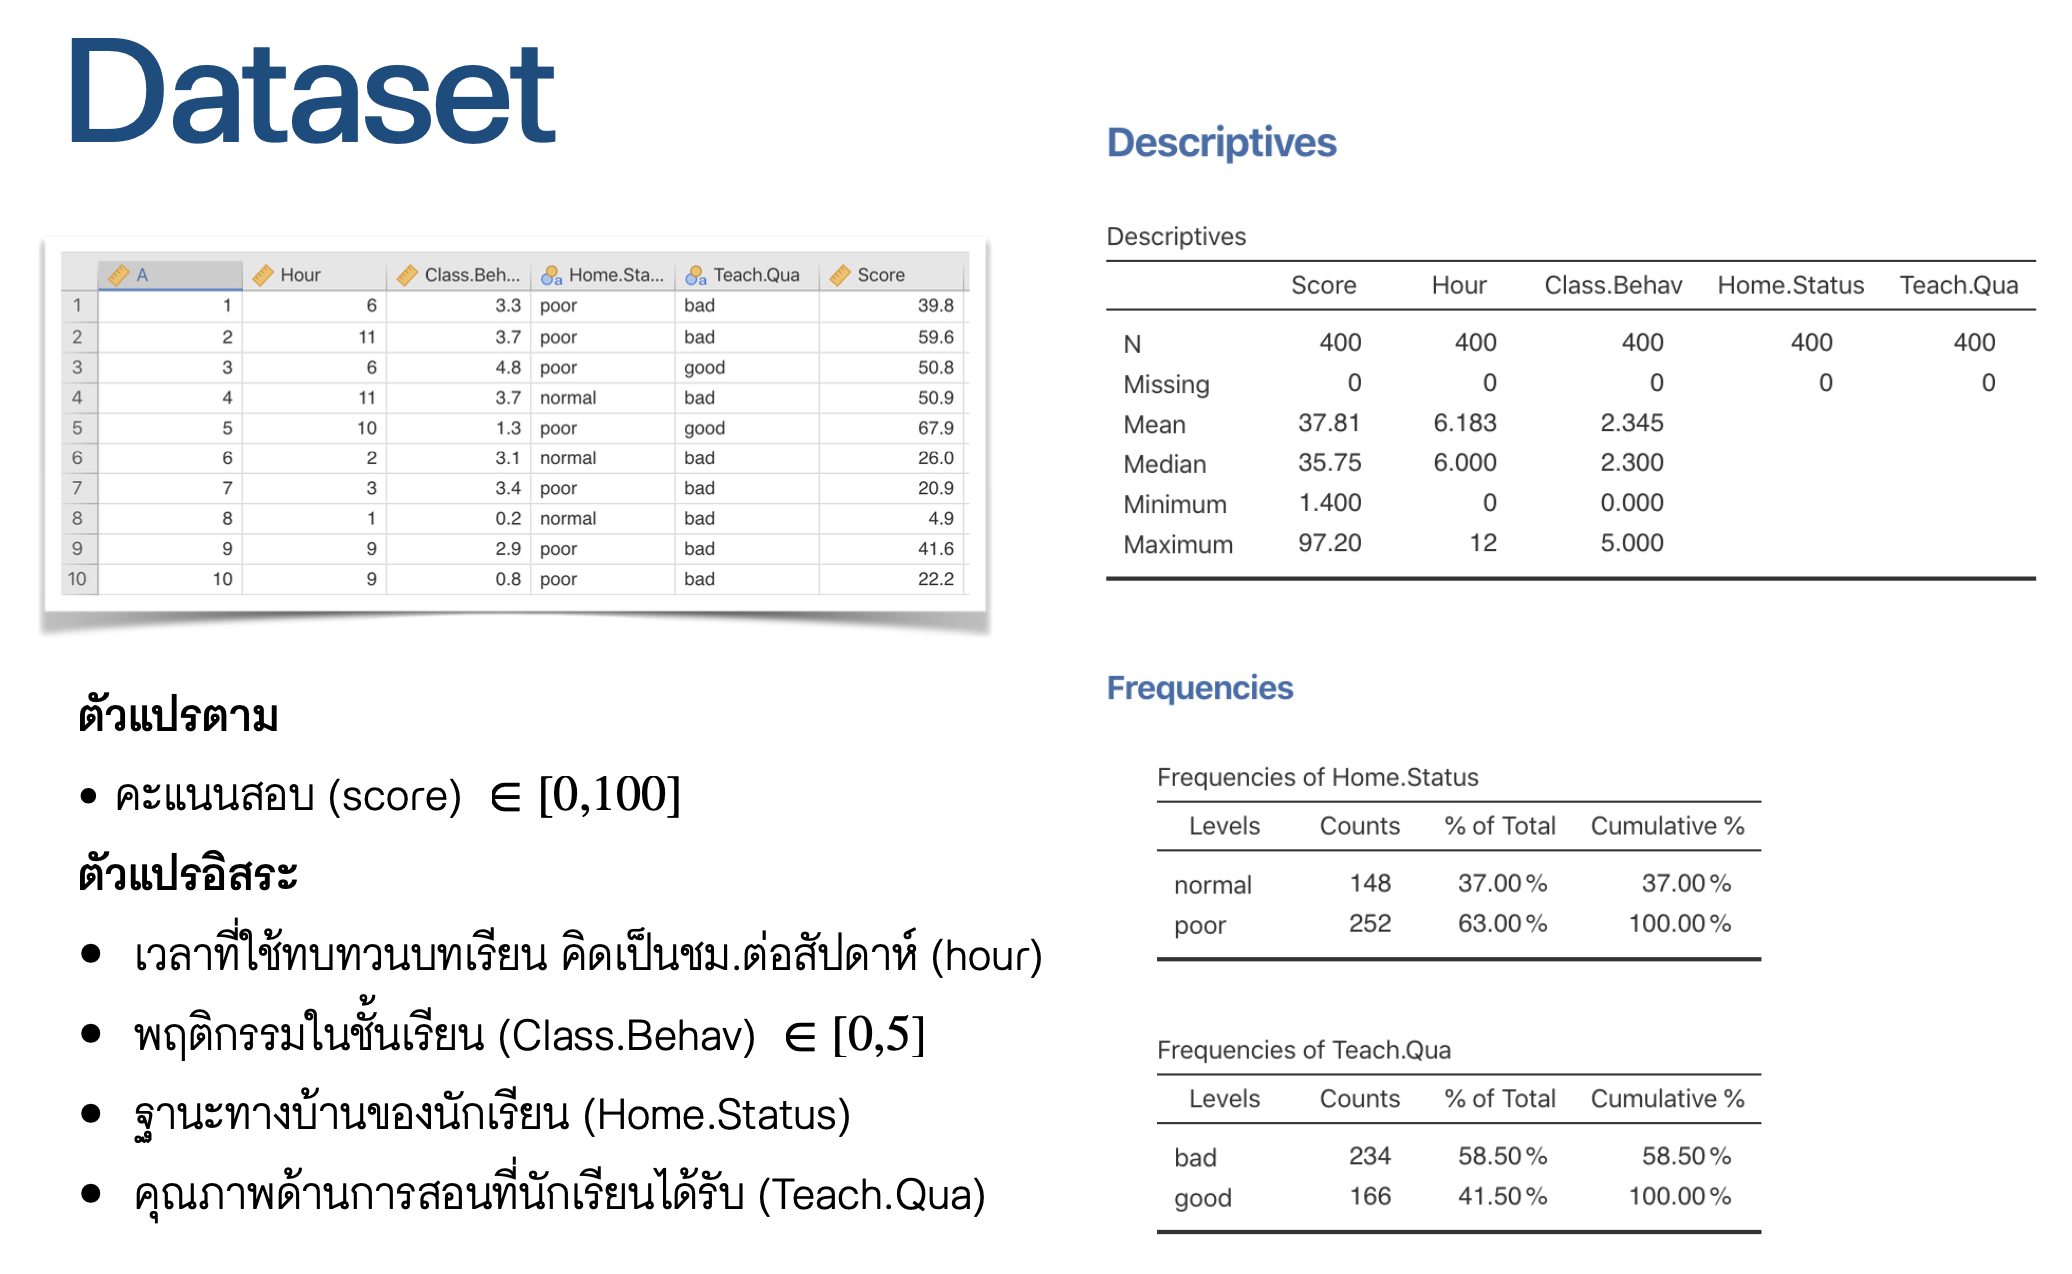 Dataset
A Hour Class.Beh... Home.Sta... Teach.Qua Score
1 1 6 3.3 poor bad 39.8
2 2 11 3.7 poor bad 59.6
3 3 6 4.8 poor good 50.8
4 4 11 3.7 normal bad 50.9
5 5 10 1.3 poor good 67.9
6 6 2 3.1 normal bad 26.0
7 7 3 3.4 poor bad 20.9
8 8 1 0.2 normal bad 4.9
9 9 9 2.9 poor bad 41.6
10 10 9 0.8 poor bad 22.2
ตัวแปรตาม
• คะแนนสอบ (score) ∈ [0,100]
ตัวแปรอิสระ
• เวลาที่ใช้ทบทวนบทเรียน คิดเป็นชม.ต่อสัปดาห์ (hour)
• พฤติกรรมในชั้นเรียน (Class.Behav) ∈ [0,5]
• ฐานะทางบ้านของนักเรียน (Home.Status)
• คุณภาพด้านการสอนที่นักเรียนได้รับ (Teach.Qua)
Descriptives
Descriptives
Score Hour Class.Behav Home.Status Teach.Qua
N 400 400 400 400 400
Missing 0 0 0 0 0
Mean 37.81 6.183 2.345
Median 35.75 6.000 2.300
Minimum 1.400 0 0.000
Maximum 97.20 12 5.000
Frequencies
Frequencies of Home.Status
Levels Counts % of Total Cumulative %
normal 148 37.00 % 37.00 %
poor 252 63.00 % 100.00 %
Frequencies of Teach.Qua
Levels Counts % of Total Cumulative %
bad 234 58.50 % 58.50 %
good 166 41.50 % 100.00 %